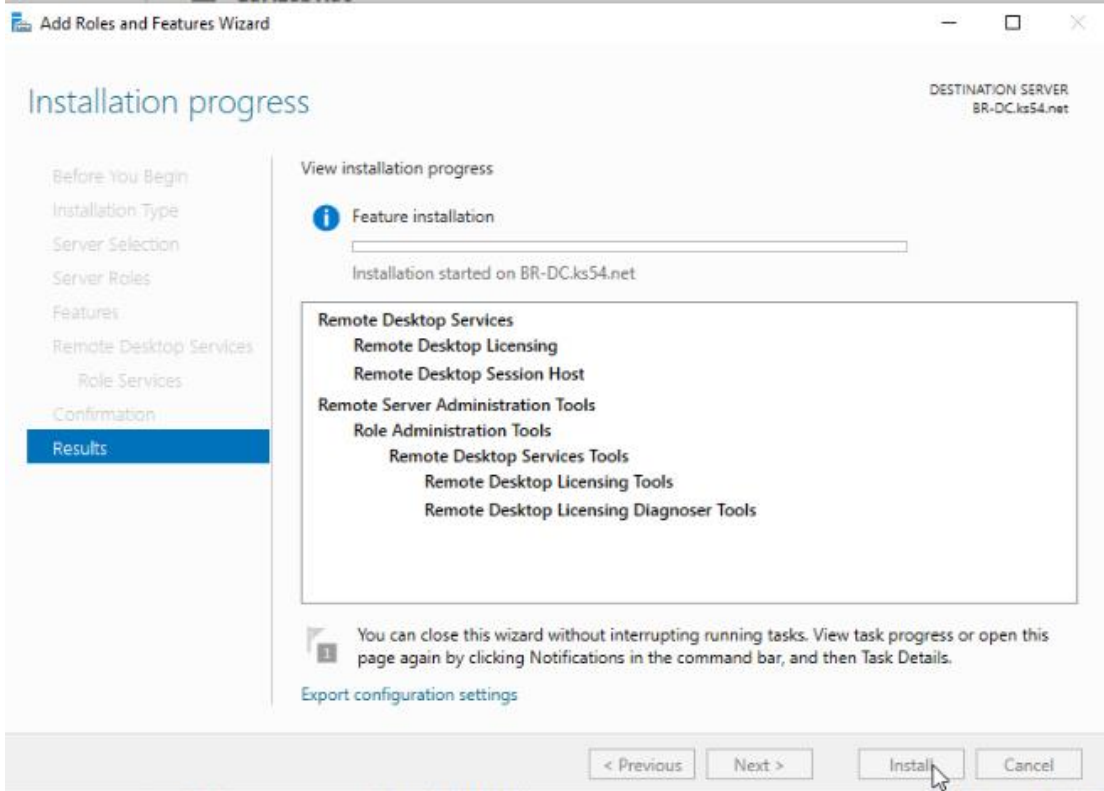 Add Roles and Features Wizard
Installation progress
DESTINATION SERVER
BR-DC.ks54.net
Before You Begin
Installation Type
Server Selection
Server Roles
Features
Remote Desktop Services
Role Services
Confirmation
Results
View installation progress
Feature installation
Installation started on BR-DC.ks54.net
Remote Desktop Services
Remote Desktop Licensing
Remote Desktop Session Host
Remote Server Administration Tools
Role Administration Tools
Remote Desktop Services Tools
Remote Desktop Licensing Tools
Remote Desktop Licensing Diagnoser Tools
1
You can close this wizard without interrupting running tasks. View task progress or open this
page again by clicking Notifications in the command bar, and then Task Details.
Export configuration settings
< Previous
Next >
Install
Cancel